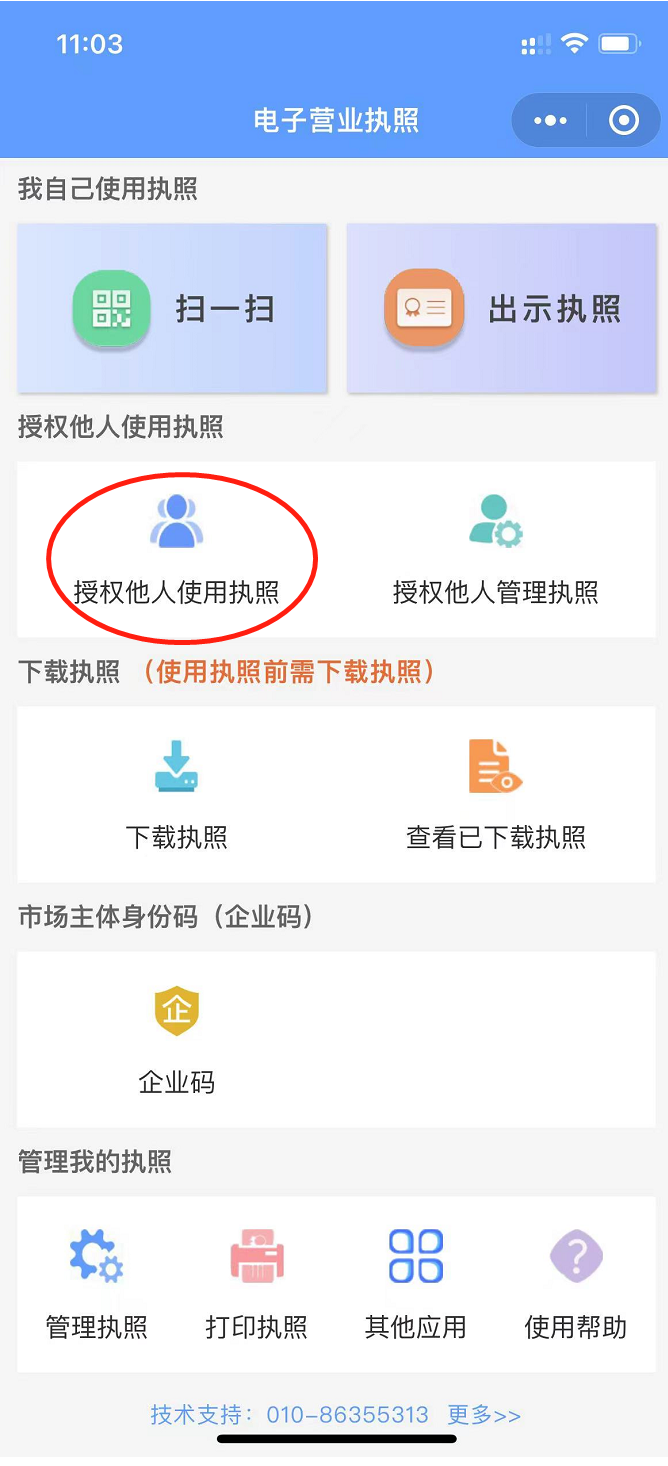 11:03
电子营业执照
我自己使用执照
扫一扫
出示执照
授权他人使用执照
授权他人使用执照
授权他人管理执照
下载执照 （使用执照前需下载执照）
下载执照
查看已下载执照
市场主体身份码（企业码）
企
企业码
管理我的执照
管理执照
打印执照
其他应用
使用帮助
技术支持：010-86355313 更多>>